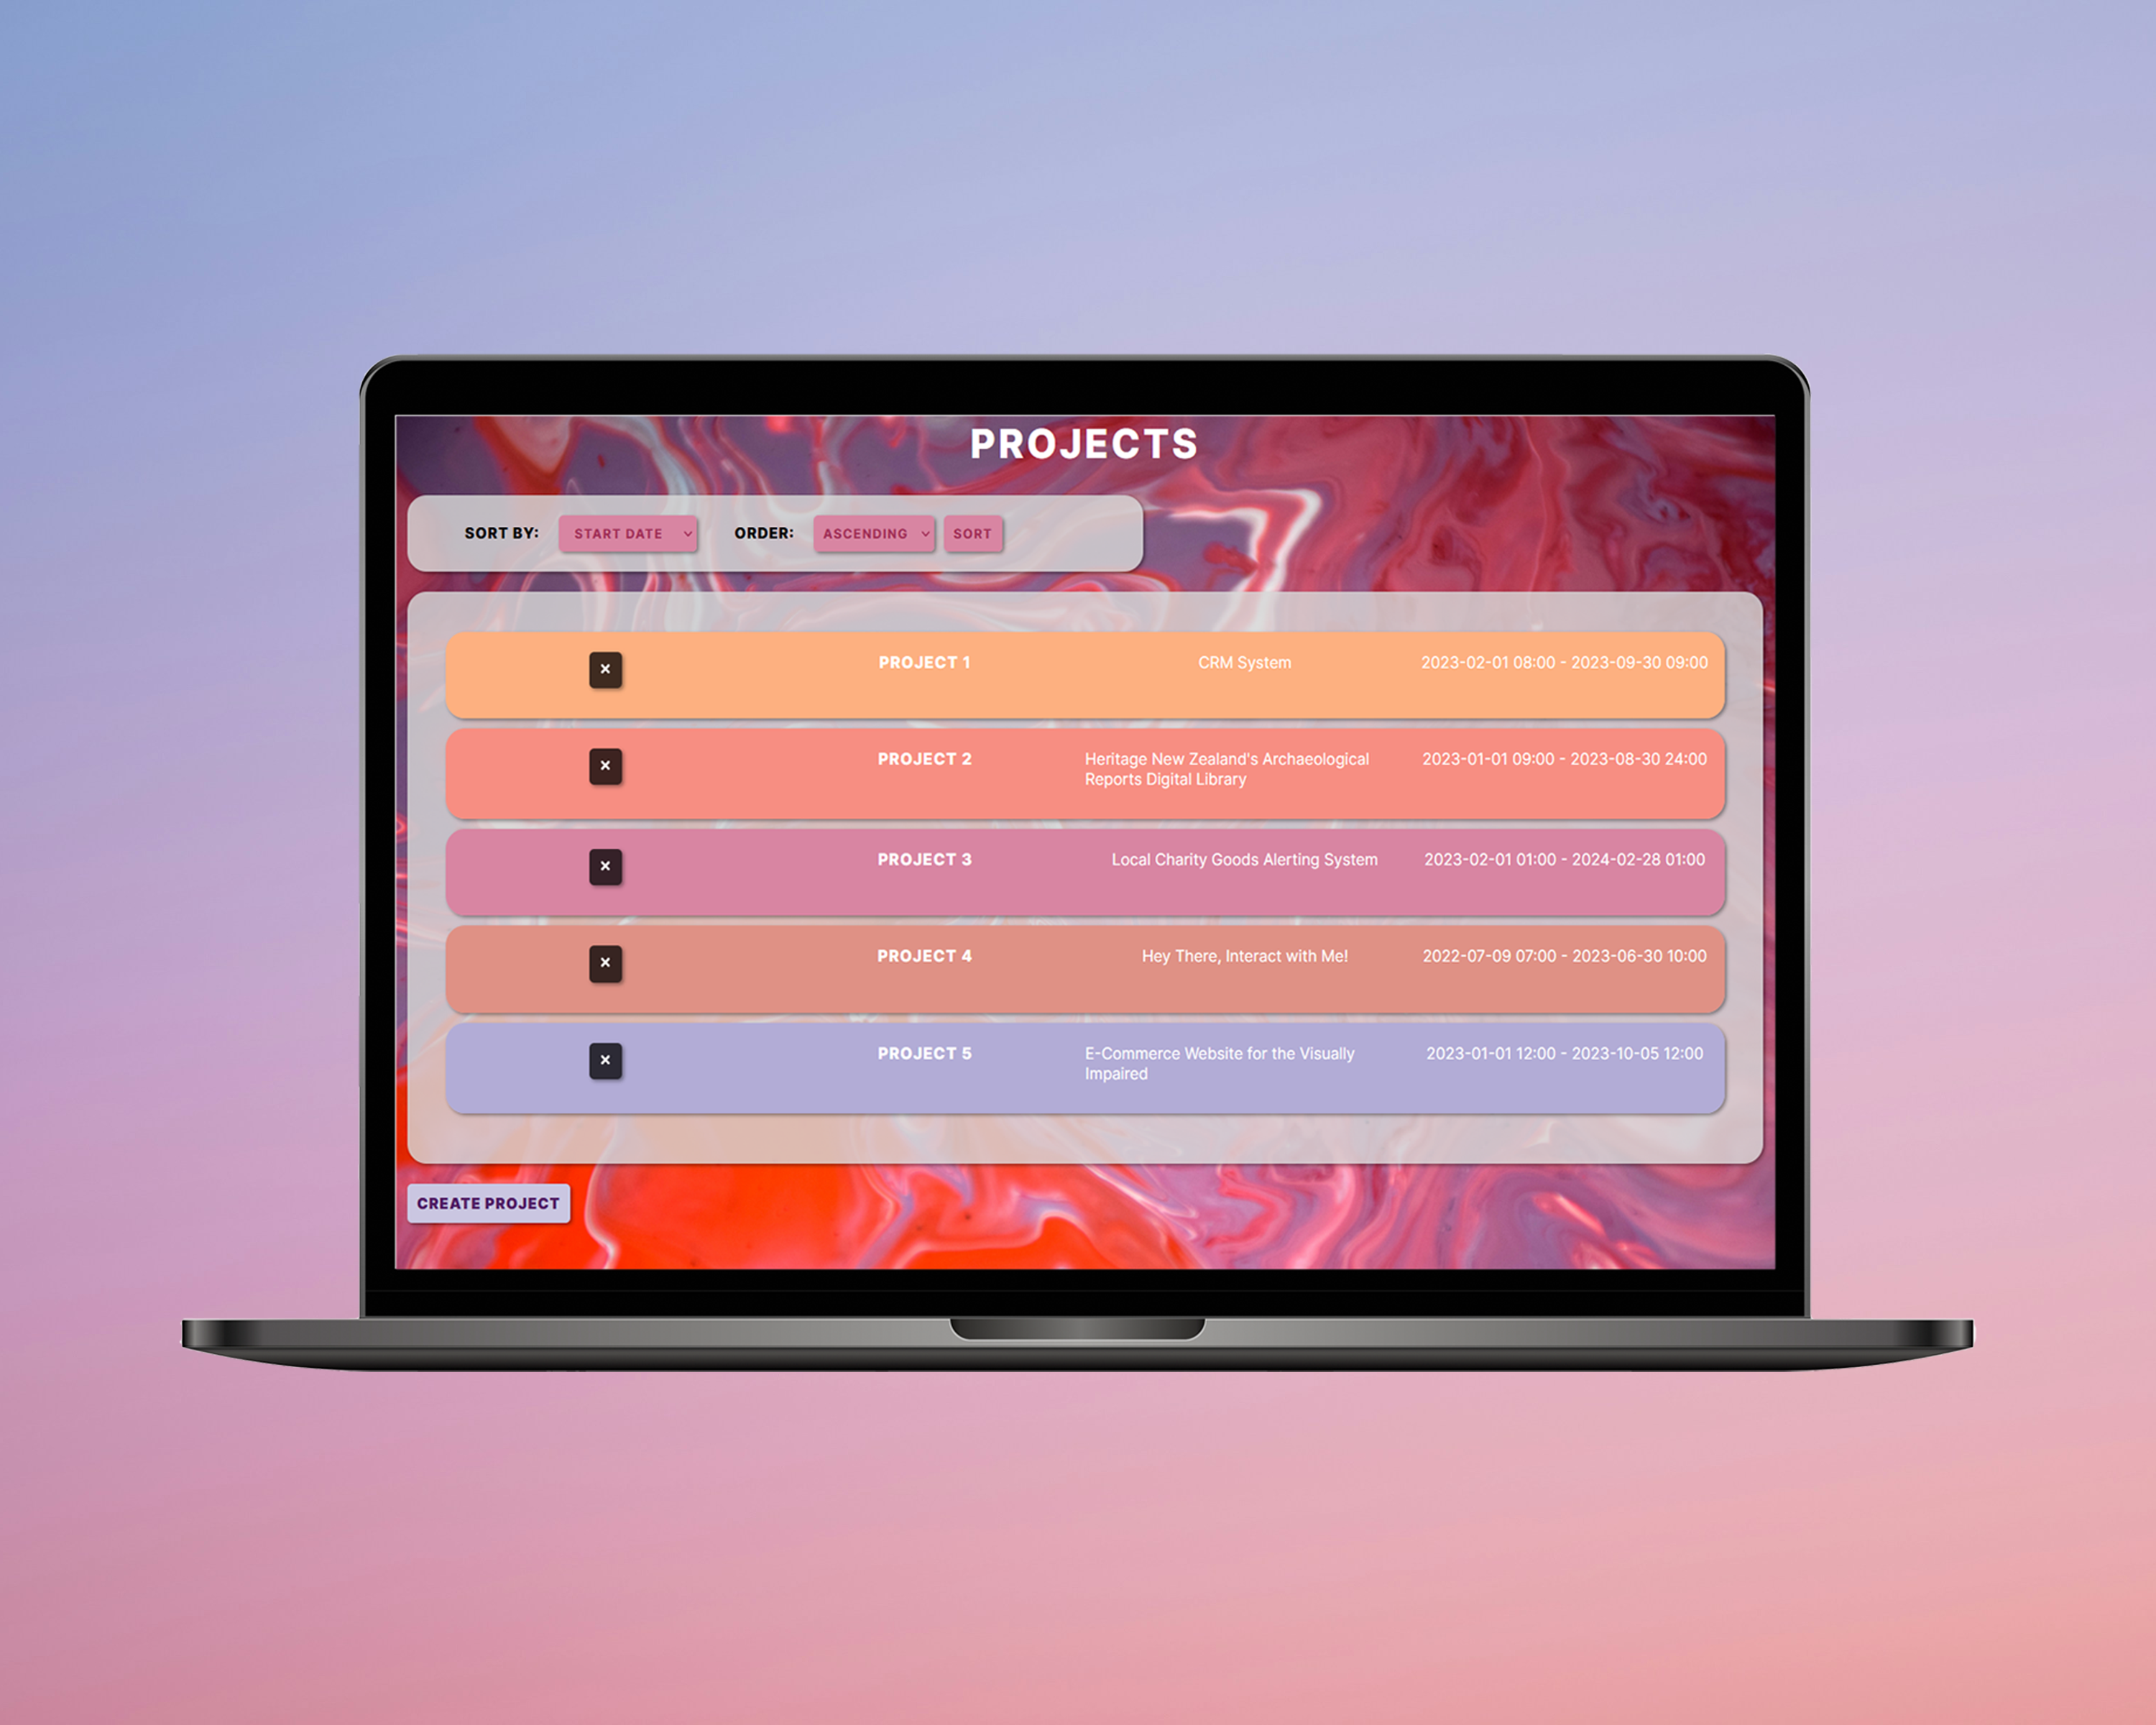 PROJECTS
SORT BY: START DATE ORDER: ASCENDING SORT
× PROJECT 1 CRM System 2023-02-01 08:00 - 2023-09-30 09:00
× PROJECT 2 Heritage New Zealand's Archaeological 2023-01-01 09:00 - 2023-08-30 24:00
Reports Digital Library
× PROJECT 3 Local Charity Goods Alerting System 2023-02-01 01:00 - 2024-02-28 01:00
× PROJECT 4 Hey There, Interact with Me! 2022-07-09 07:00 - 2023-06-30 10:00
× PROJECT 5 E-Commerce Website for the Visually 2023-01-01 12:00 - 2023-10-05 12:00
Impaired
CREATE PROJECT